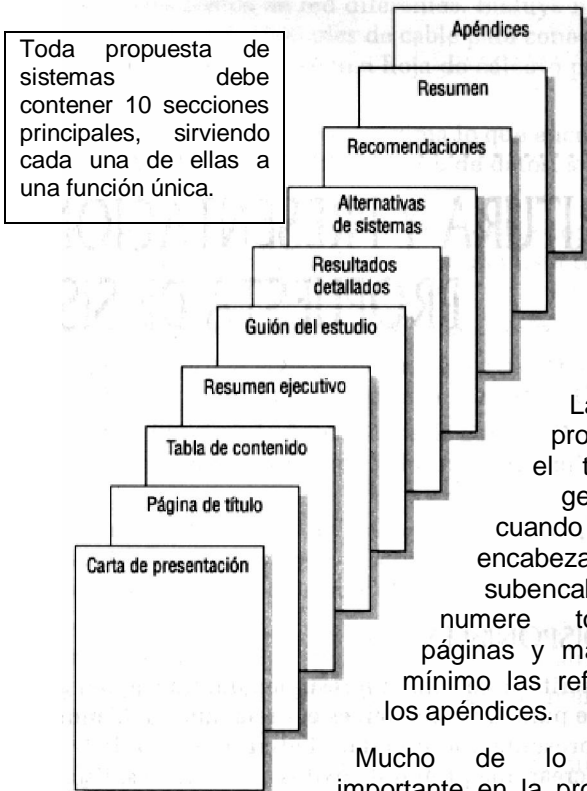 Toda propuesta de
sistemas debe
contener 10 secciones
principales, sirviendo
cada una de ellas a
una función única.
Apéndices
Resumen
Recomendaciones
Alternativas
de sistemas
Resultados
detallados
Guión del estudio
Resumen ejecutivo
Tabla de contenido
Página de título
Carta de presentación
La
pro
el t
ge
cuando
encabeza
subencab
numere to
páginas y ma
mínimo las ref
los apéndices.
Mucho de lo
importante en la pro